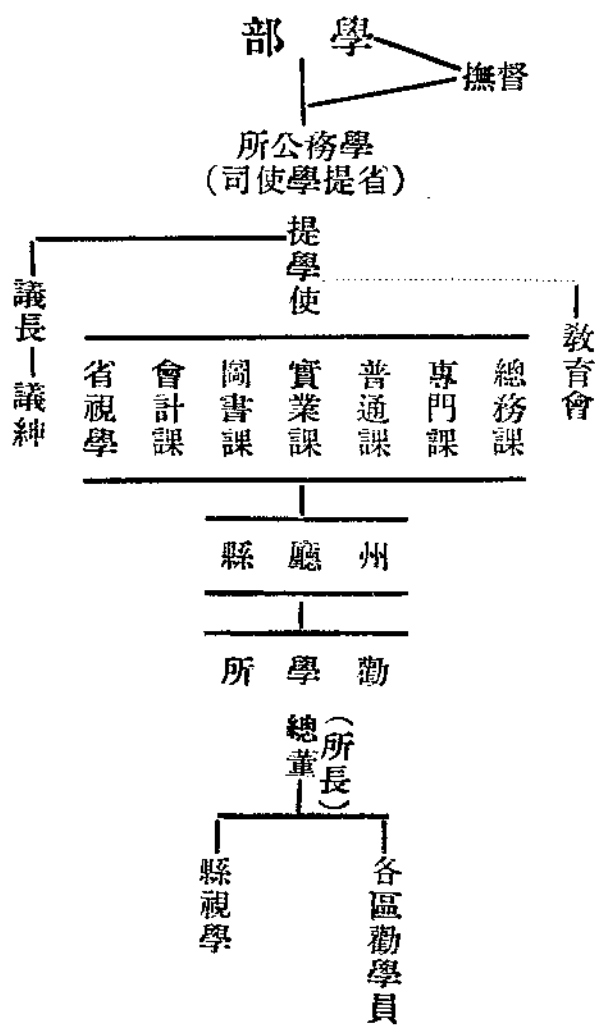 學部
督撫
學務公所
(省提學使司)
提學使
教育會
議長
議紳
總務課
專門課
普通課
實業課
圖書課
會計課
省視學
州廳縣
勸學所
總董
(所長)
各區勸學員
縣視學